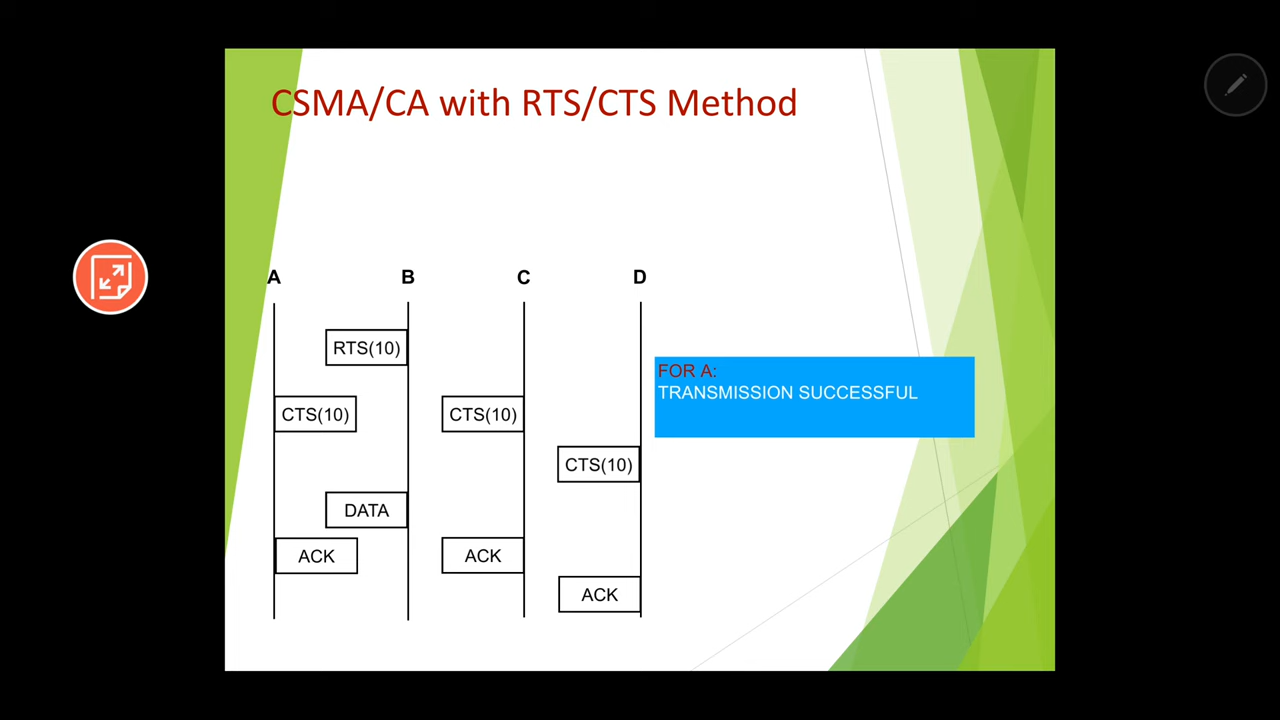 CSMA/CA with RTS/CTS Method
A B C D
RTS(10)
FOR A:
TRANSMISSION SUCCESSFUL
CTS(10) CTS(10)
CTS(10)
DATA
ACK ACK
ACK